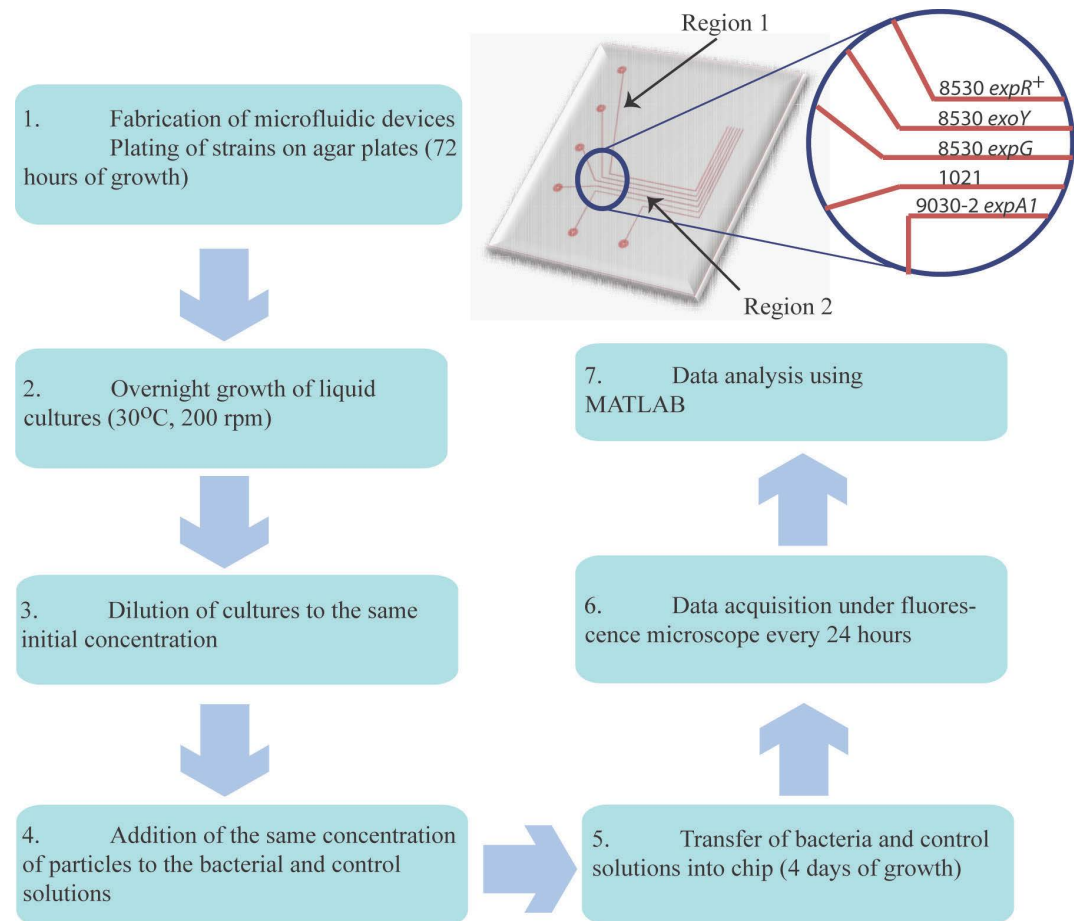 Region 1
8530 expR+
8530 exoY
8530 expG
1021
9030-2 expA1
Region 2
1. Fabrication of microfluidic devices
Plating of strains on agar plates (72
hours of growth)
2. Overnight growth of liquid
cultures (30ºC, 200 rpm)
3. Dilution of cultures to the same
initial concentration
4. Addition of the same concentration
of particles to the bacterial and control
solutions
5. Transfer of bacteria and control
solutions into chip (4 days of growth)
6. Data acquisition under fluores-
cence microscope every 24 hours
7. Data analysis using
MATLAB